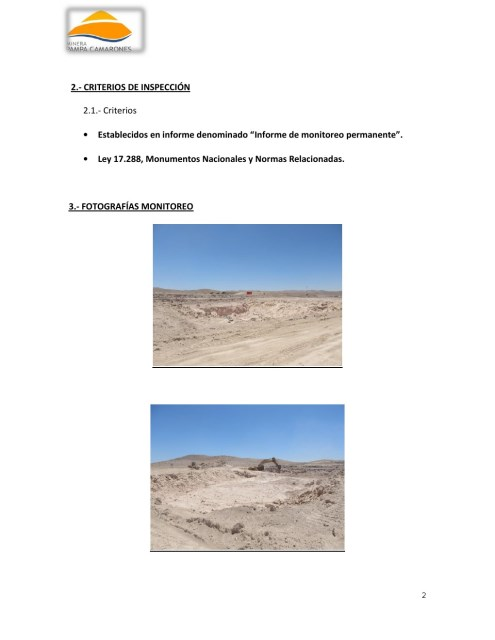 MINERA
PAMPA CAMARONES
2.- CRITERIOS DE INSPECCIÓN
2.1.- Criterios
• Establecidos en informe denominado “Informe de monitoreo permanente”.
• Ley 17.288, Monumentos Nacionales y Normas Relacionadas.
3.- FOTOGRAFÍAS MONITOREO
2